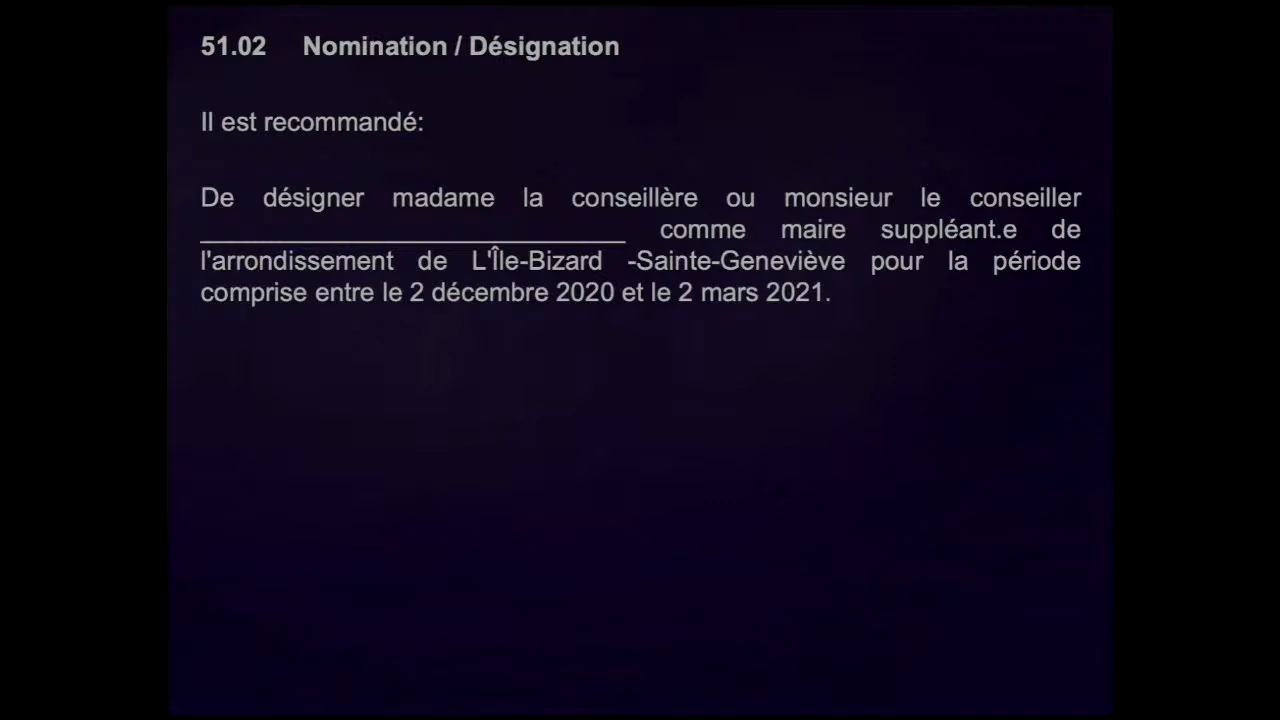 51.02 Nomination / Désignation
Il est recommandé:
De désigner madame la conseillère ou monsieur le conseiller
______________________________ comme maire suppléant.e de
l'arrondissement de L'Île-Bizard -Sainte-Geneviève pour la période
comprise entre le 2 décembre 2020 et le 2 mars 2021.